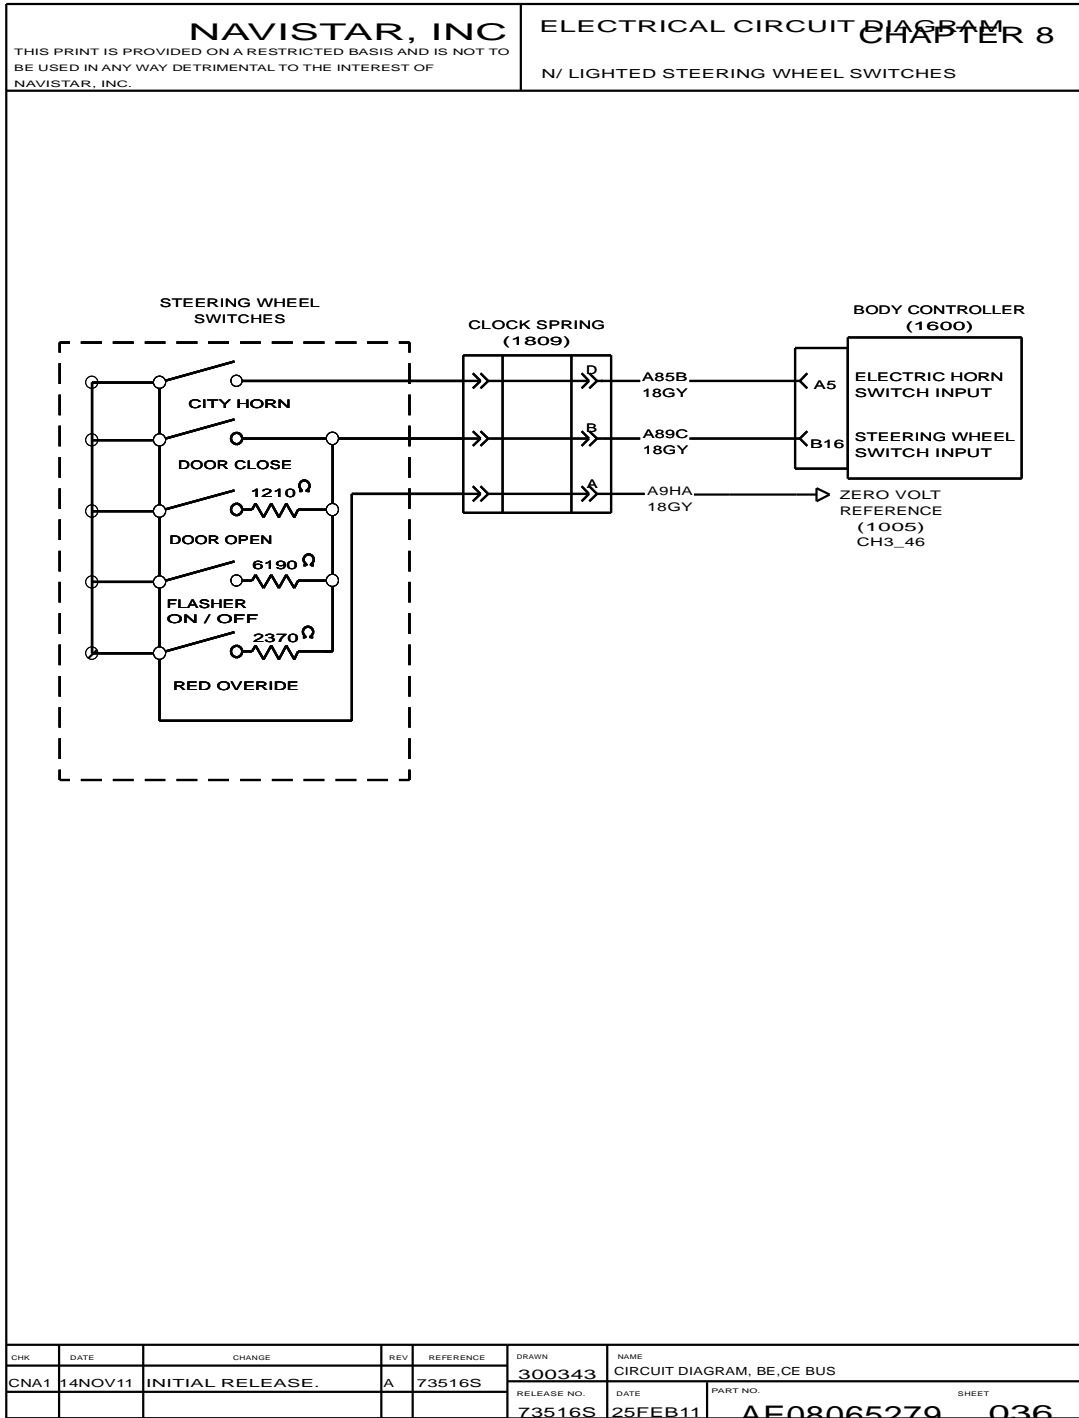 NAVISTAR, INC
THIS PRINT IS PROVIDED ON A RESTRICTED BASIS AND IS NOT TO
BE USED IN ANY WAY DETRIMENTAL TO THE INTEREST OF
NAVISTAR, INC.
ELECTRICAL CIRCUIT DIAGRAM
CHAPTER 8
N/ LIGHTED STEERING WHEEL SWITCHES
STEERING WHEEL
SWITCHES
CITY HORN
DOOR CLOSE
1210 Ω
DOOR OPEN
6190 Ω
FLASHER
ON / OFF
2370 Ω
RED OVERIDE
CLOCK SPRING
(1809)
D
B
A
A85B
18GY
A89C
18GY
A9HA
18GY
BODY CONTROLLER
(1600)
A5
ELECTRIC HORN
SWITCH INPUT
B16
STEERING WHEEL
SWITCH INPUT
ZERO VOLT
REFERENCE
(1005)
CH3_46
CHK DATE CHANGE REV REFERENCE
CNA1 14NOV11 INITIAL RELEASE. A 73516S
DRAWN
300343
NAME
CIRCUIT DIAGRAM, BE,CE BUS
RELEASE NO.
73516S
DATE
25FEB11
PART NO.
AE08065279
SHEET
036